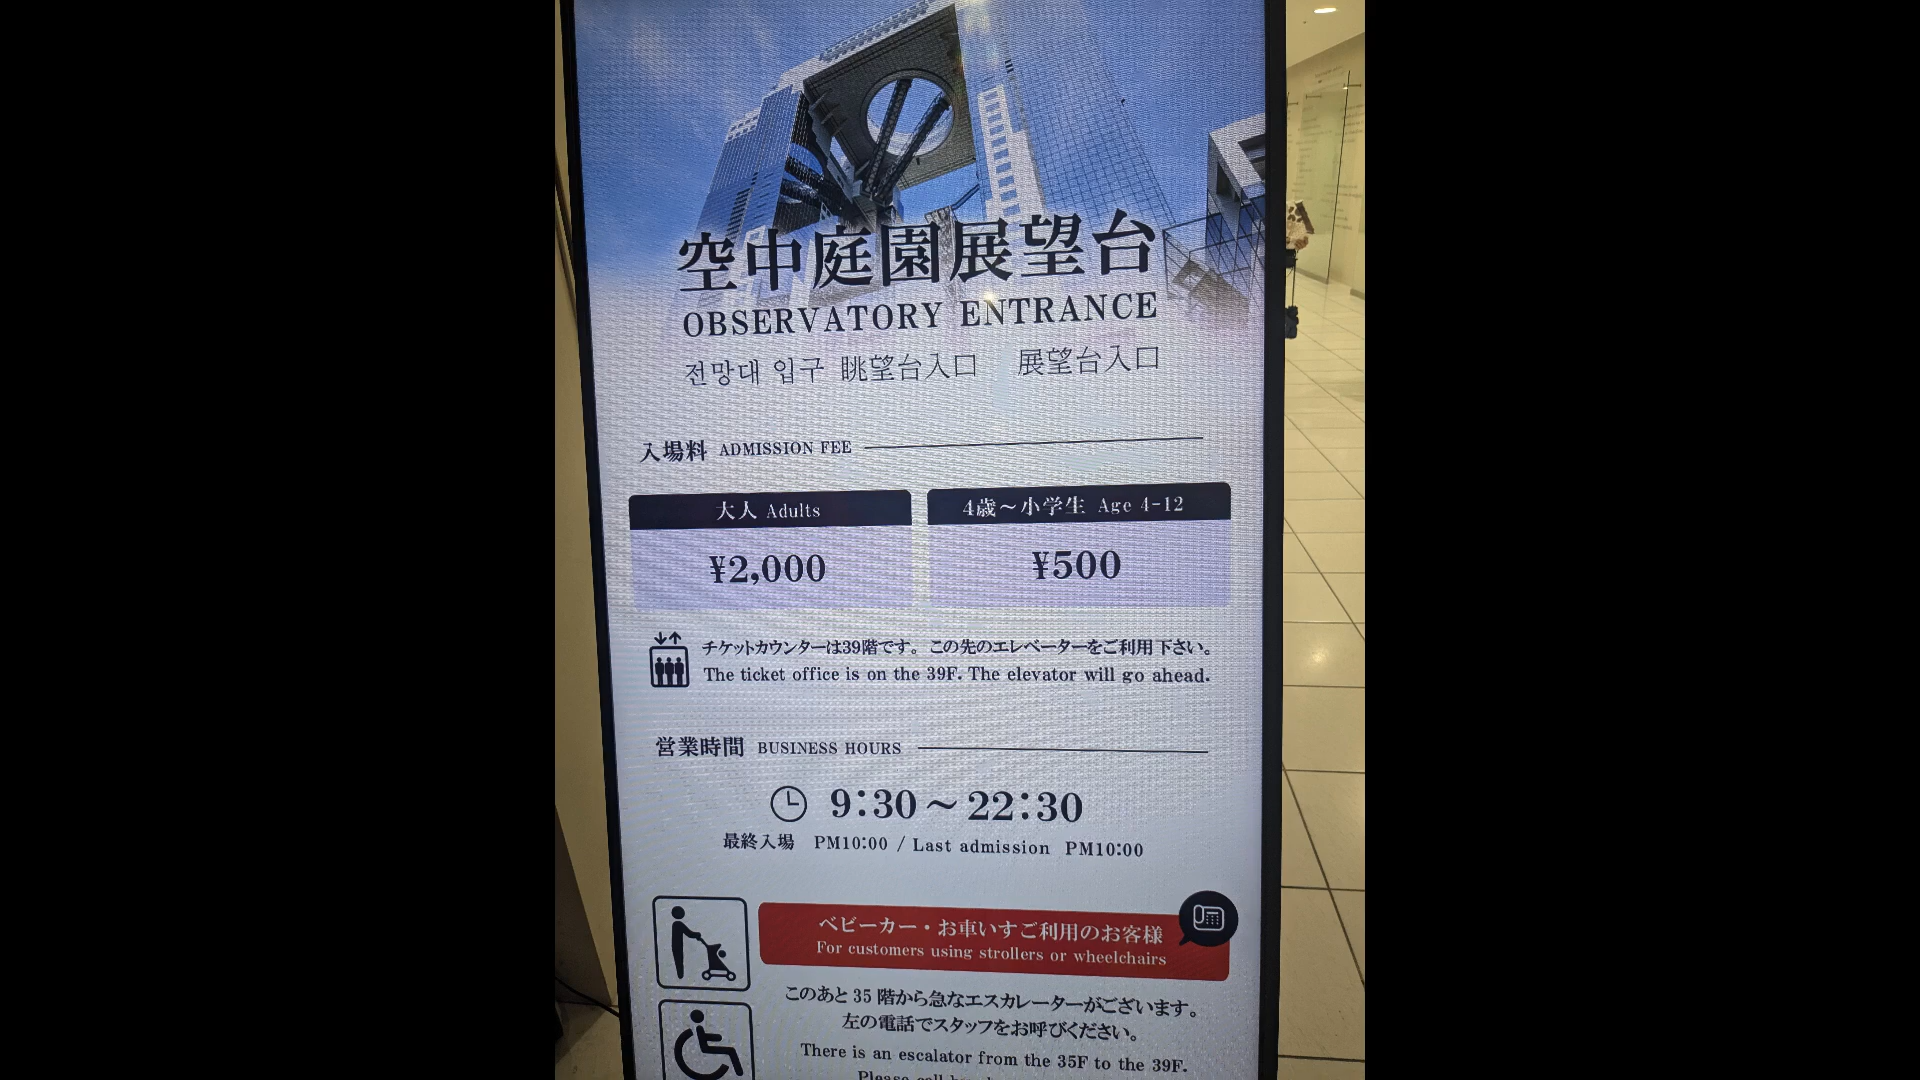 空中庭園展望台
OBSERVATORY ENTRANCE
전망대 입구 眺望台入口 展望台入口
入場料 ADMISSION FEE
大人 Adults
¥2,000
4歳～小学生 Age 4-12
¥500
チケットカウンターは39階です。この先のエレベーターをご利用下さい。
The ticket office is on the 39F. The elevator will go ahead.
営業時間 BUSINESS HOURS
9:30～22:30
最終入場 PM10:00 / Last admission PM10:00
ベビーカー・お車いすご利用のお客様
For customers using strollers or wheelchairs
このあと 35 階から急なエスカレーターがございます。
左の電話でスタッフをお呼びください。
There is an escalator from the 35F to the 39F.
Please call